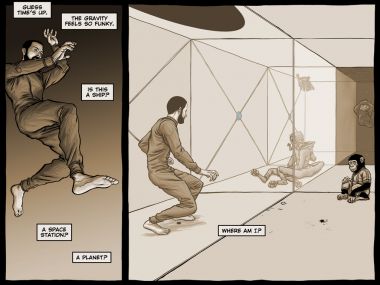 GUESS
TIME'S UP.
THE GRAVITY
FEELS SO FUNKY.
IS THIS
A SHIP?
A SPACE
STATION?
A PLANET?
WHERE AM I?